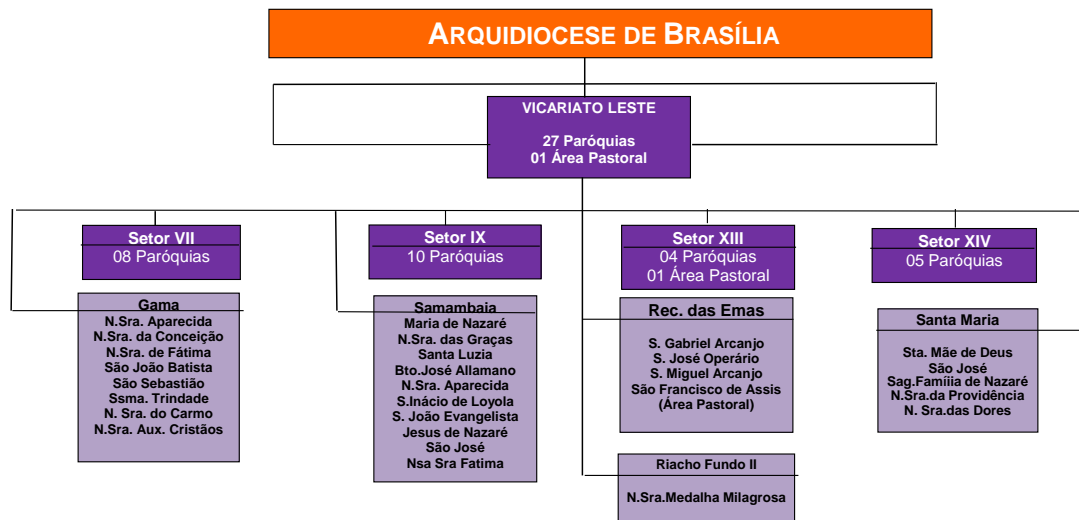 ARQUIDIOCESE DE BRASÍLIA
VICARIATO LESTE
27 Paróquias
01 Área Pastoral
Setor VII
08 Paróquias
Gama
N.Sra. Aparecida
N.Sra. da Conceição
N.Sra. de Fátima
São João Batista
São Sebastião
Ssma. Trindade
N. Sra. do Carmo
N.Sra. Aux. Cristãos
Setor IX
10 Paróquias
Samambaia
Maria de Nazaré
N.Sra. das Graças
Santa Luzia
Bto.José Allamano
N.Sra. Aparecida
S.Inácio de Loyola
S. João Evangelista
Jesus de Nazaré
São José
Nsa Sra Fatima
Setor XIII
04 Paróquias
01 Área Pastoral
Rec. das Emas
S. Gabriel Arcanjo
S. José Operário
S. Miguel Arcanjo
São Francisco de Assis
(Área Pastoral)
Riacho Fundo II
N.Sra.Medalha Milagrosa
Setor XIV
05 Paróquias
Santa Maria
Sta. Mãe de Deus
São José
Sag.Famíiia de Nazaré
N.Sra.da Providência
N. Sra.das Dores